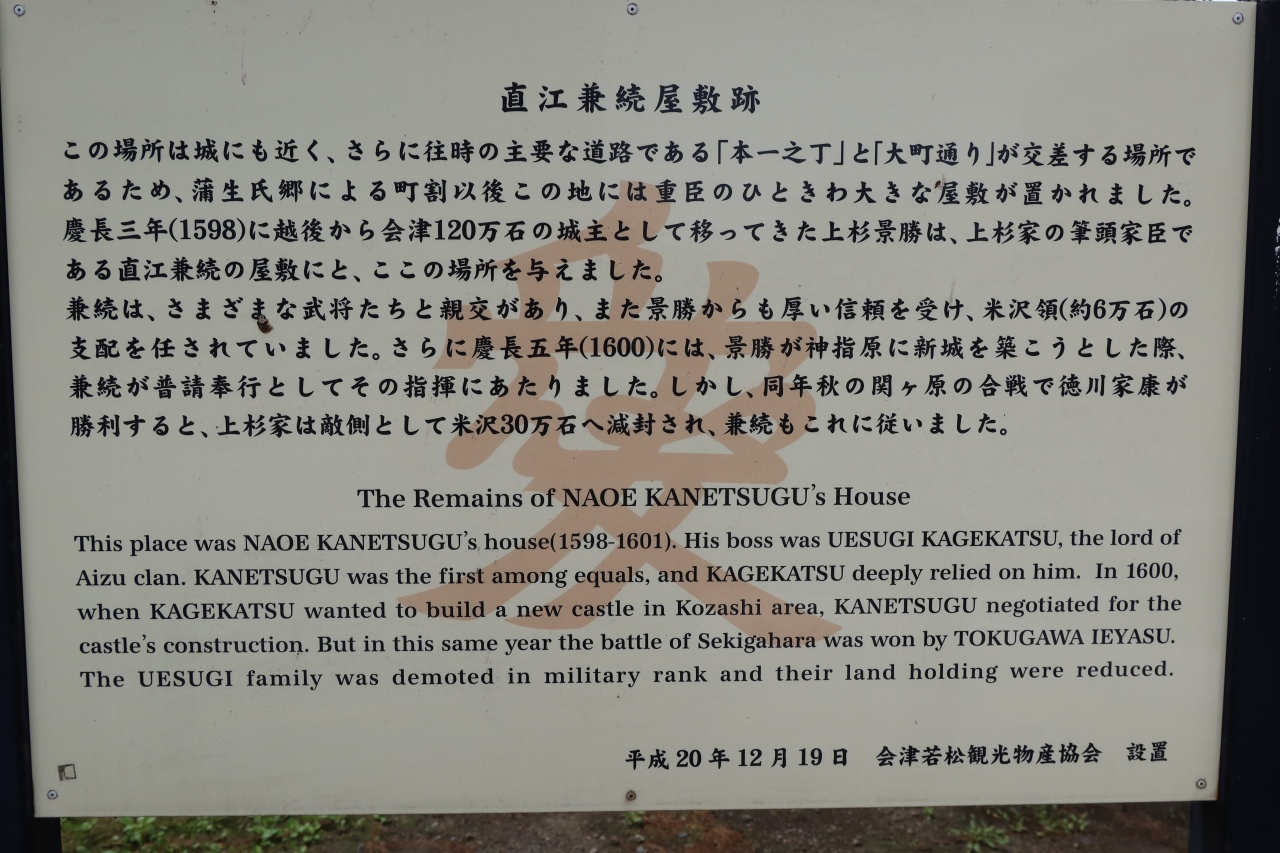 直江兼続屋敷跡
この場所は城にも近く、さらに往時の主要な道路である「本一之丁」と「大町通り」が交差する場所で
あるため、蒲生氏郷による町割以後この地には重臣のひときわ大きな屋敷が置かれました。
慶長三年(1598)に越後から会津120万石の城主として移ってきた上杉景勝は、上杉家の筆頭家臣で
ある直江兼続の屋敷にと、ここの場所を与えました。
兼続は、さまざまな武将たちと親交があり、また景勝からも厚い信頼を受け、米沢領(約6万石)の
支配を任されていました。さらに慶長五年(1600)には、景勝が神指原に新城を築こうとした際、
兼続が普請奉行としてその指揮にあたりました。しかし、同年秋の関ヶ原の合戦で徳川家康が
勝利すると、上杉家は敵側として米沢30万石へ減封され、兼続もこれに従いました。
愛
The Remains of NAOE KANETSUGU's House
This place was NAOE KANETSUGU's house(1598-1601). His boss was UESUGI KAGEKATSU, the lord of
Aizu clan. KANETSUGU was the first among equals, and KAGEKATSU deeply relied on him. In 1600,
when KAGEKATSU wanted to build a new castle in Kozashi area, KANETSUGU negotiated for the
castle's construction. But in this same year the battle of Sekigahara was won by TOKUGAWA IEYASU.
The UESUGI family was demoted in military rank and their land holding were reduced.
平成20年12月19日 会津若松観光物産協会 設置